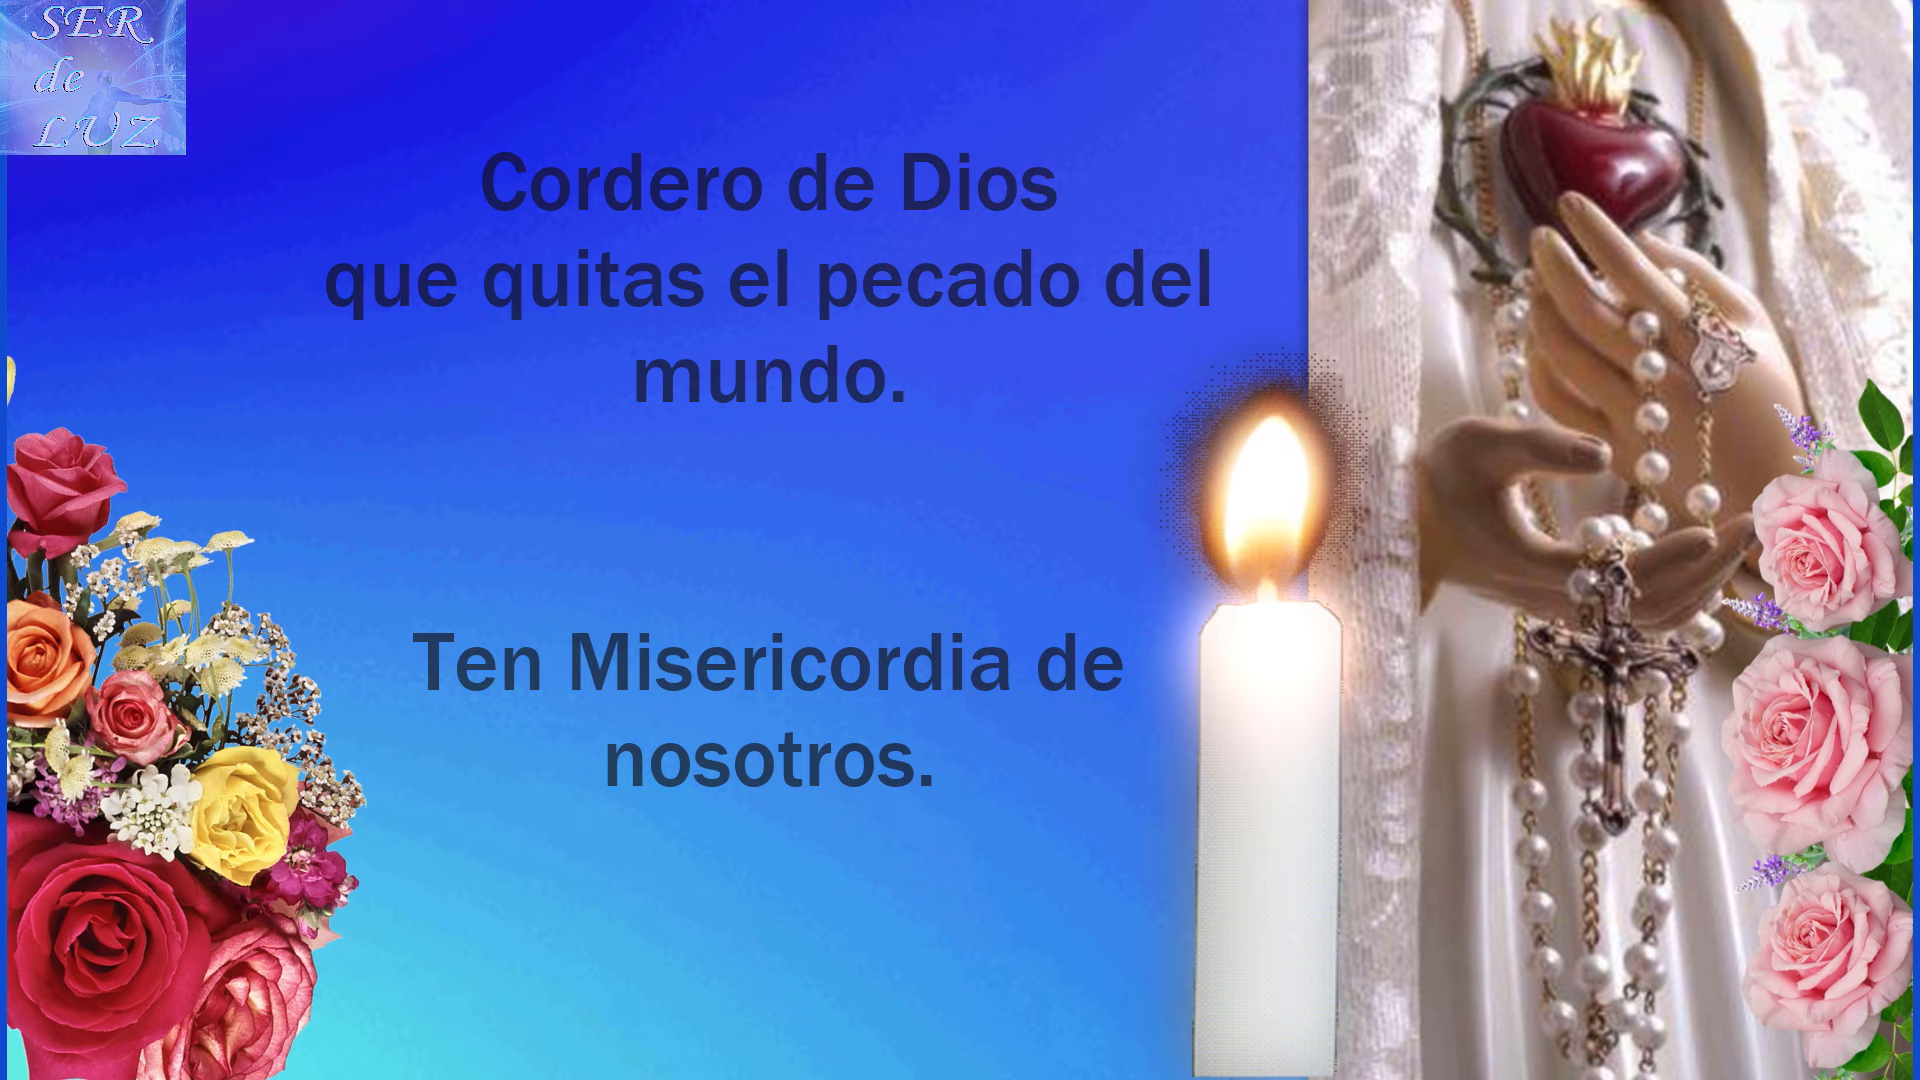 SER
de
LUZ
Cordero de Dios
que quitas el pecado del
mundo.
Ten Misericordia de
nosotros.